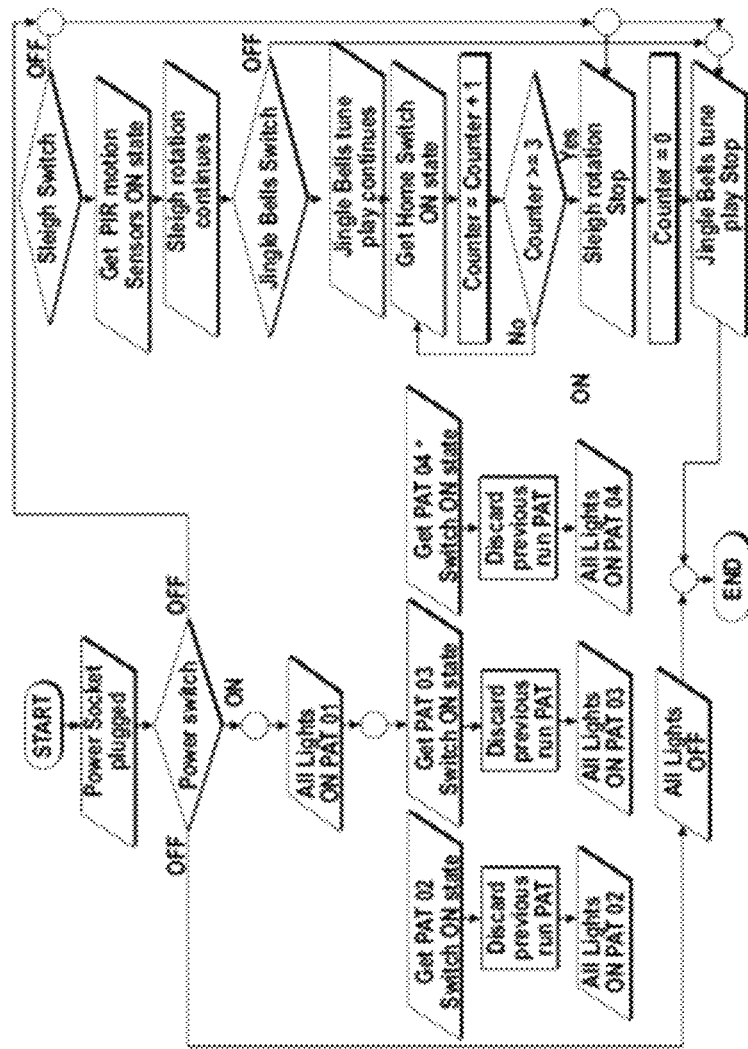 START
Power Socket
plugged
Power switch
OFF
OFF
ON
All Lights
ON PAT 01
Get PAT 02
Switch ON state
Discard
previous
run PAT
All Lights
ON PAT 02
Get PAT 03
Switch ON state
Discard
previous
run PAT
All Lights
ON PAT 03
Get PAT 04 *
Switch ON state
Discard
previous
run PAT
All Lights
ON PAT 04
All Lights
OFF
END
ON
Sleigh Switch
OFF
Get PIR motion
Sensors ON state
Sleigh rotation
continues
Jingle Bells Switch
OFF
Jingle Bells tune
play continues
Get Home Switch
ON state
Counter = Counter + 1
Counter >= 3
No
Yes
Sleigh rotation
Stop
Counter = 0
Jingle Bells tune
play Stop